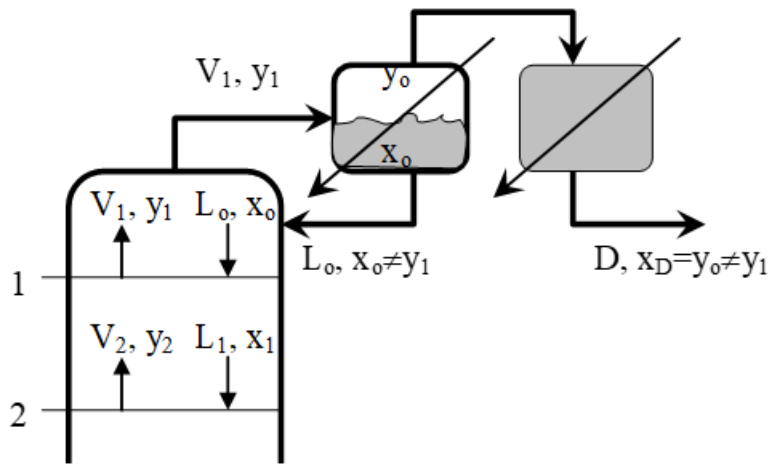 V₁, y₁
yₒ
xₒ
V₁, y₁ Lₒ, xₒ
Lₒ, xₒ≠y₁
D, x_D=yₒ≠y₁
1
V₂, y₂ L₁, x₁
2